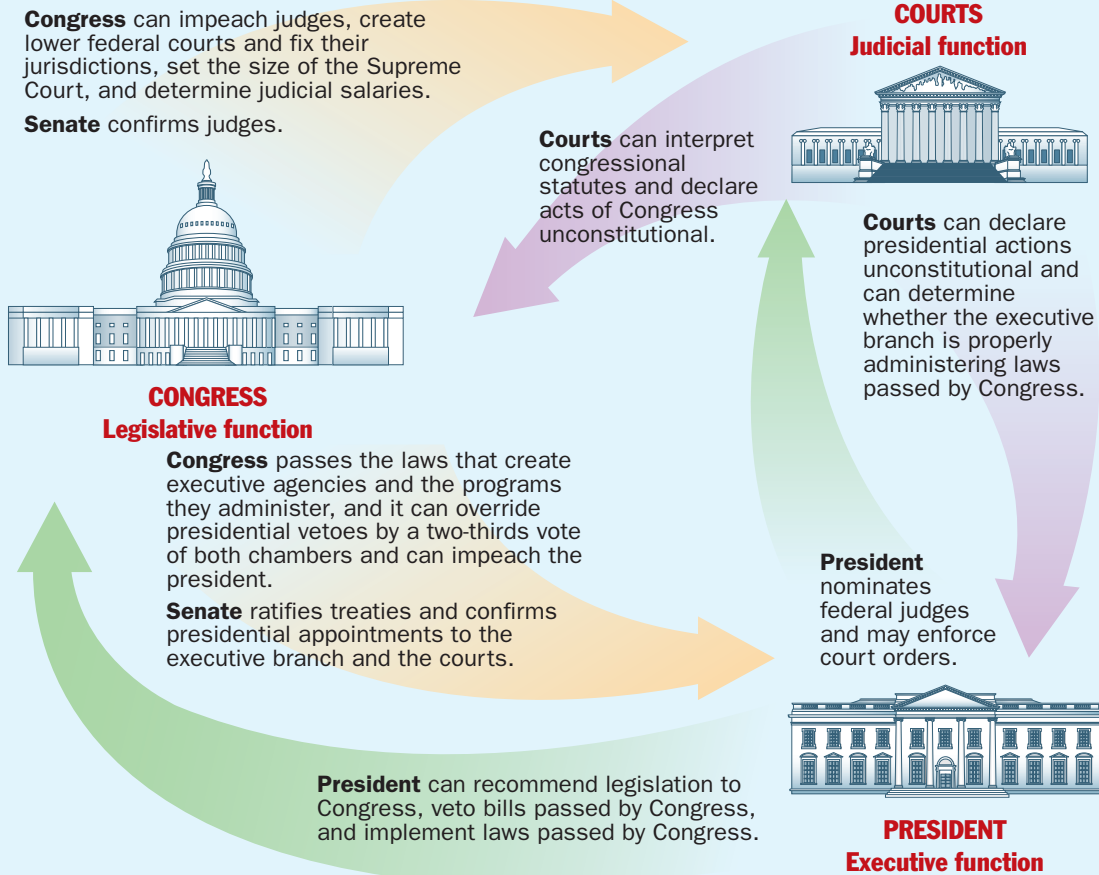 Congress can impeach judges, create
lower federal courts and fix their
jurisdictions, set the size of the Supreme
Court, and determine judicial salaries.
Senate confirms judges.
COURTS
Judicial function
Courts can interpret
congressional
statutes and declare
acts of Congress
unconstitutional.
Courts can declare
presidential actions
unconstitutional and
can determine
whether the executive
branch is properly
administering laws
passed by Congress.
CONGRESS
Legislative function
Congress passes the laws that create
executive agencies and the programs
they administer, and it can override
presidential vetoes by a two-thirds vote
of both chambers and can impeach the
president.
Senate ratifies treaties and confirms
presidential appointments to the
executive branch and the courts.
President
nominates
federal judges
and may enforce
court orders.
President can recommend legislation to
Congress, veto bills passed by Congress,
and implement laws passed by Congress.
PRESIDENT
Executive function